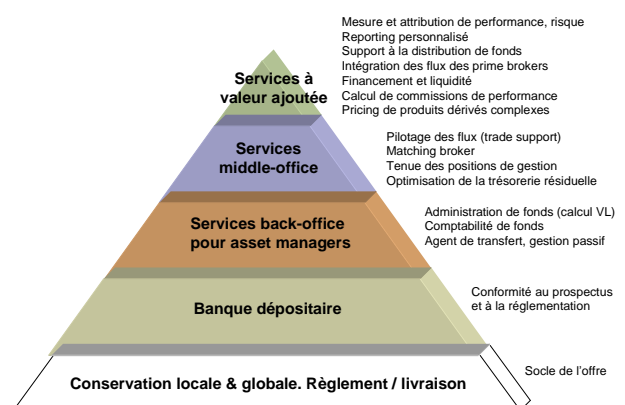 Mesure et attribution de performance, risque
Reporting personnalisé
Support à la distribution de fonds
Intégration des flux des prime brokers
Financement et liquidité
Calcul de commissions de performance
Pricing de produits dérivés complexes
Services à
valeur ajoutée
Pilotage des flux (trade support)
Matching broker
Tenue des positions de gestion
Optimisation de la trésorerie résiduelle
Services
middle-office
Administration de fonds (calcul VL)
Comptabilité de fonds
Agent de transfert, gestion passif
Services back-office
pour asset managers
Conformité au prospectus
et à la réglementation
Banque dépositaire
Socle de l'offre
Conservation locale & globale. Règlement / livraison